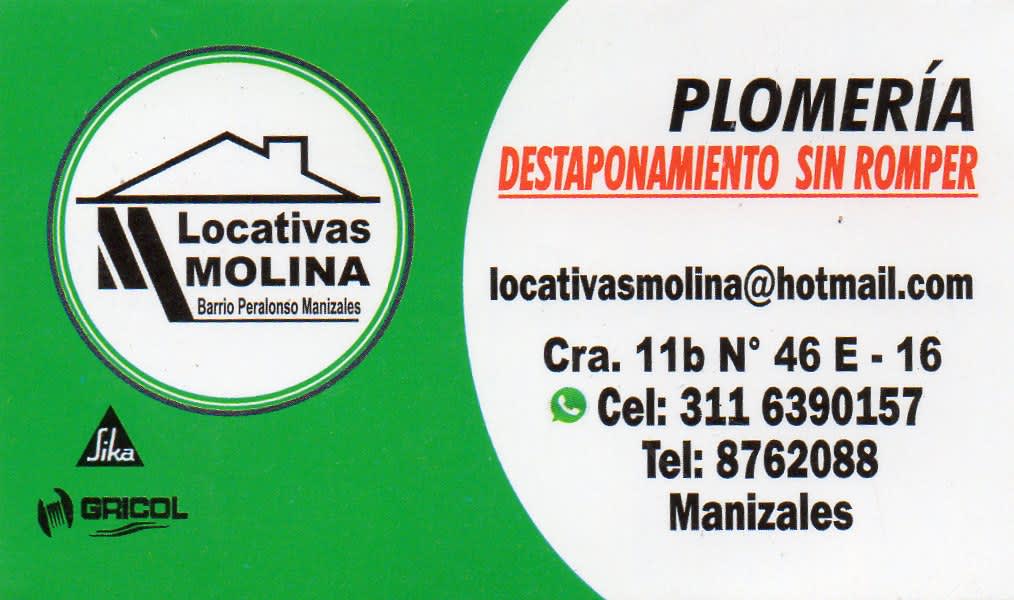 Locativas
MOLINA
Barrio Peralonso Manizales
Sika
GRICOL
PLOMERÍA
DESTAPONAMIENTO SIN ROMPER
locativasmolina@hotmail.com
Cra. 11b N° 46 E - 16
Cel: 311 6390157
Tel: 8762088
Manizales